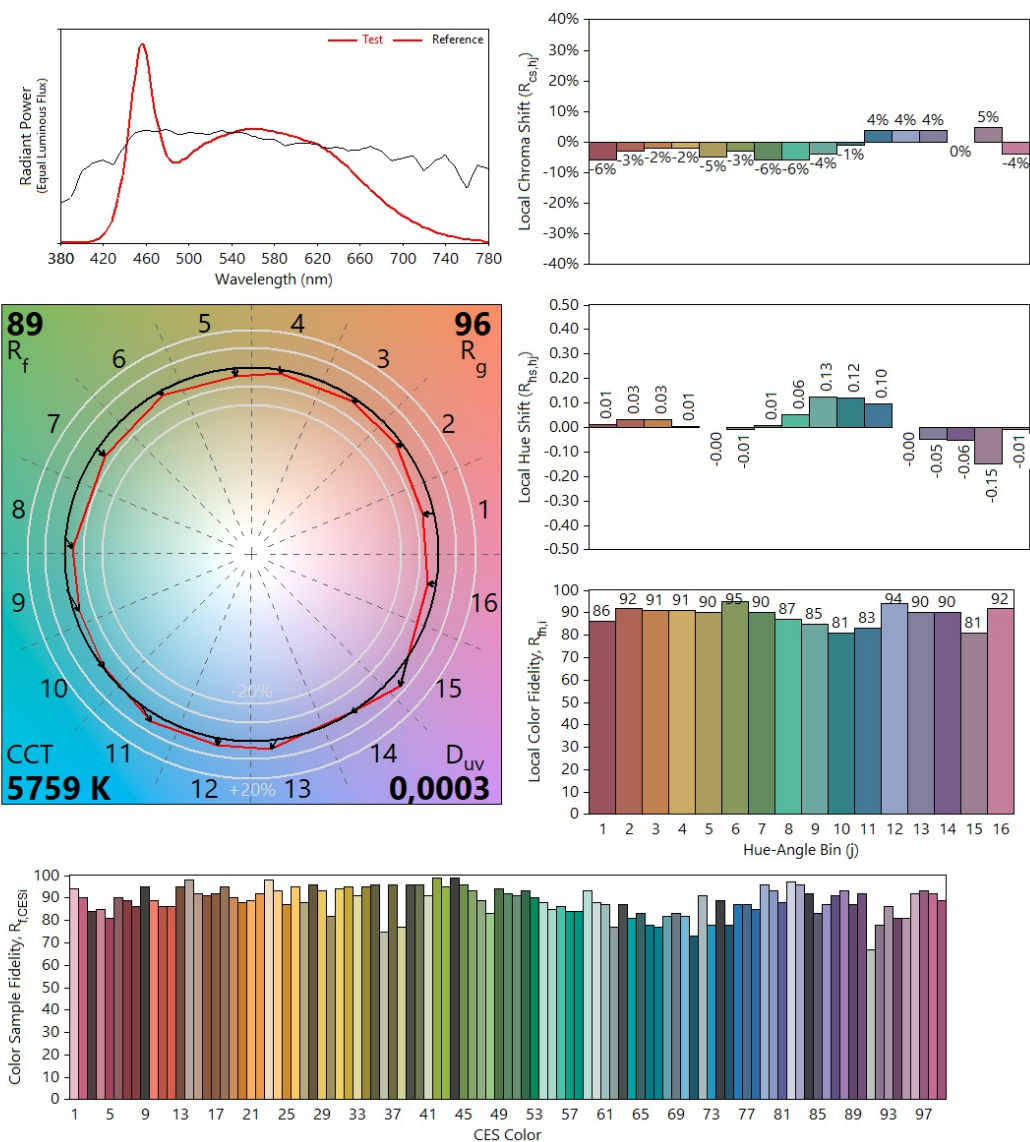 Test Reference
Radiant Power
(Equal Luminous Flux)
380 420 460 500 540 580 620 660 700 740 780
Wavelength (nm)
Local Chroma Shift (Rcs,hj)
40%
30%
20%
10%
0%
-10%
-20%
-30%
-40%
-6% -3% -2% -2% -5% -3% -6% -6% -4% -1% 4% 4% 4% 0% 5% -4%
89
Rf
96
Rg
5 4
6 3
7 2
8 1
9 16
10 15
11 14
12 13
-20%
+20%
CCT
5759 K
Duv
0,0003
Local Hue Shift (Rhs,hj)
0.50
0.40
0.30
0.20
0.10
0.00
-0.10
-0.20
-0.30
-0.40
-0.50
0.01 0.03 0.03 0.01 -0.00 -0.01 0.01 0.06 0.13 0.12 0.10 -0.00 -0.05 -0.06 -0.15 -0.01
Local Color Fidelity, Rfh,i
100
90
80
70
60
50
40
30
20
10
0
86 92 91 91 90 95 90 87 85 81 83 94 90 90 81 92
1 2 3 4 5 6 7 8 9 10 11 12 13 14 15 16
Hue-Angle Bin (j)
Color Sample Fidelity, Rf,CESi
100
90
80
70
60
50
40
30
20
10
0
1 5 9 13 17 21 25 29 33 37 41 45 49 53 57 61 65 69 73 77 81 85 89 93 97
CES Color